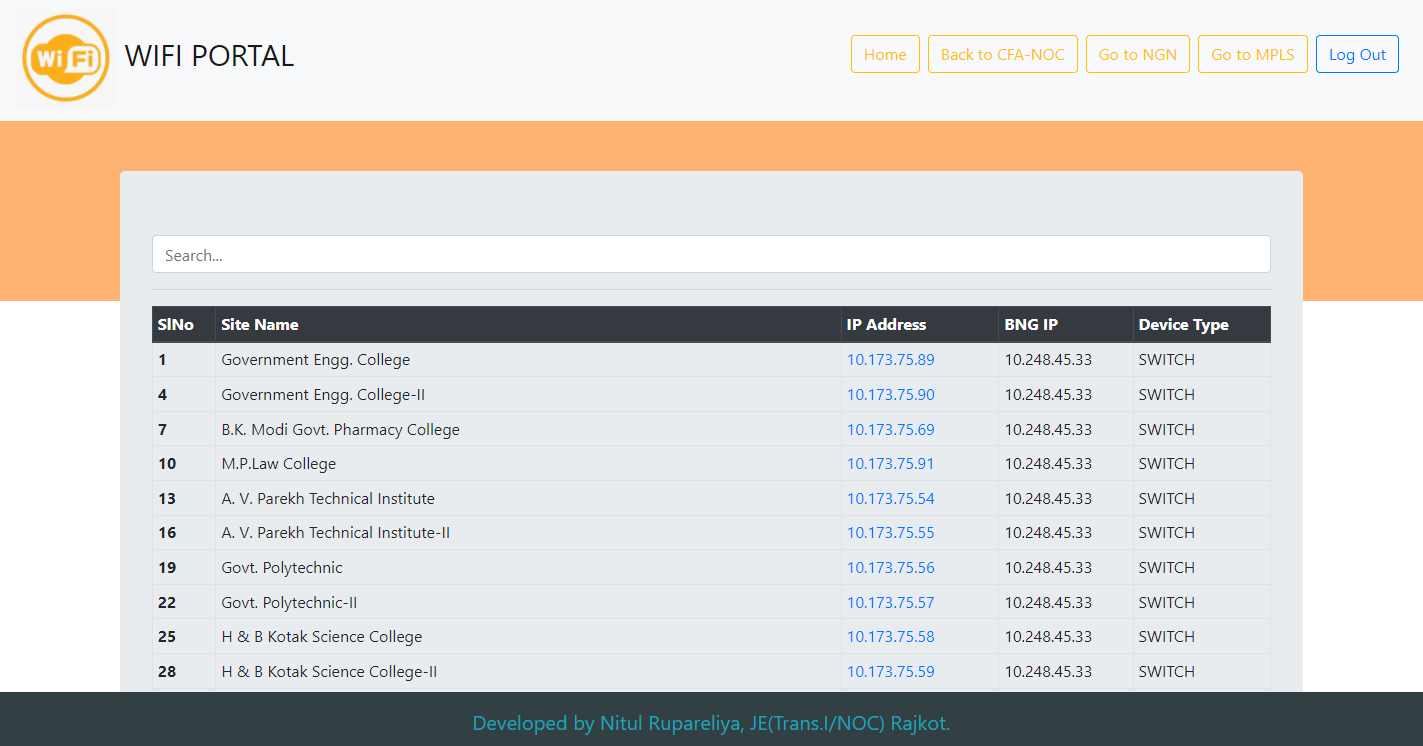 WiFi WIFI PORTAL Home Back to CFA-NOC Go to NGN Go to MPLS Log Out
Search...
SlNo Site Name IP Address BNG IP Device Type
1 Government Engg. College 10.173.75.89 10.248.45.33 SWITCH
4 Government Engg. College-II 10.173.75.90 10.248.45.33 SWITCH
7 B.K. Modi Govt. Pharmacy College 10.173.75.69 10.248.45.33 SWITCH
10 M.P.Law College 10.173.75.91 10.248.45.33 SWITCH
13 A. V. Parekh Technical Institute 10.173.75.54 10.248.45.33 SWITCH
16 A. V. Parekh Technical Institute-II 10.173.75.55 10.248.45.33 SWITCH
19 Govt. Polytechnic 10.173.75.56 10.248.45.33 SWITCH
22 Govt. Polytechnic-II 10.173.75.57 10.248.45.33 SWITCH
25 H & B Kotak Science College 10.173.75.58 10.248.45.33 SWITCH
28 H & B Kotak Science College-II 10.173.75.59 10.248.45.33 SWITCH
Developed by Nitul Rupareliya, JE(Trans.I/NOC) Rajkot.